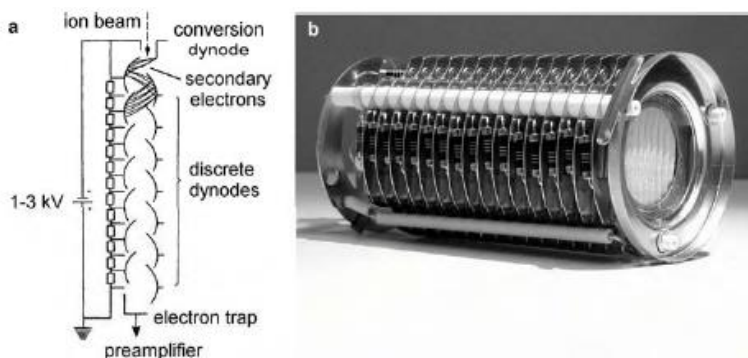 a
ion beam
conversion
dynode
secondary
electrons
discrete
dynodes
1-3 kV
electron trap
preamplifier
b